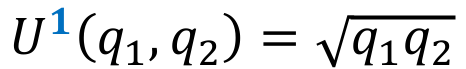 U¹(q₁, q₂) = √q₁q₂